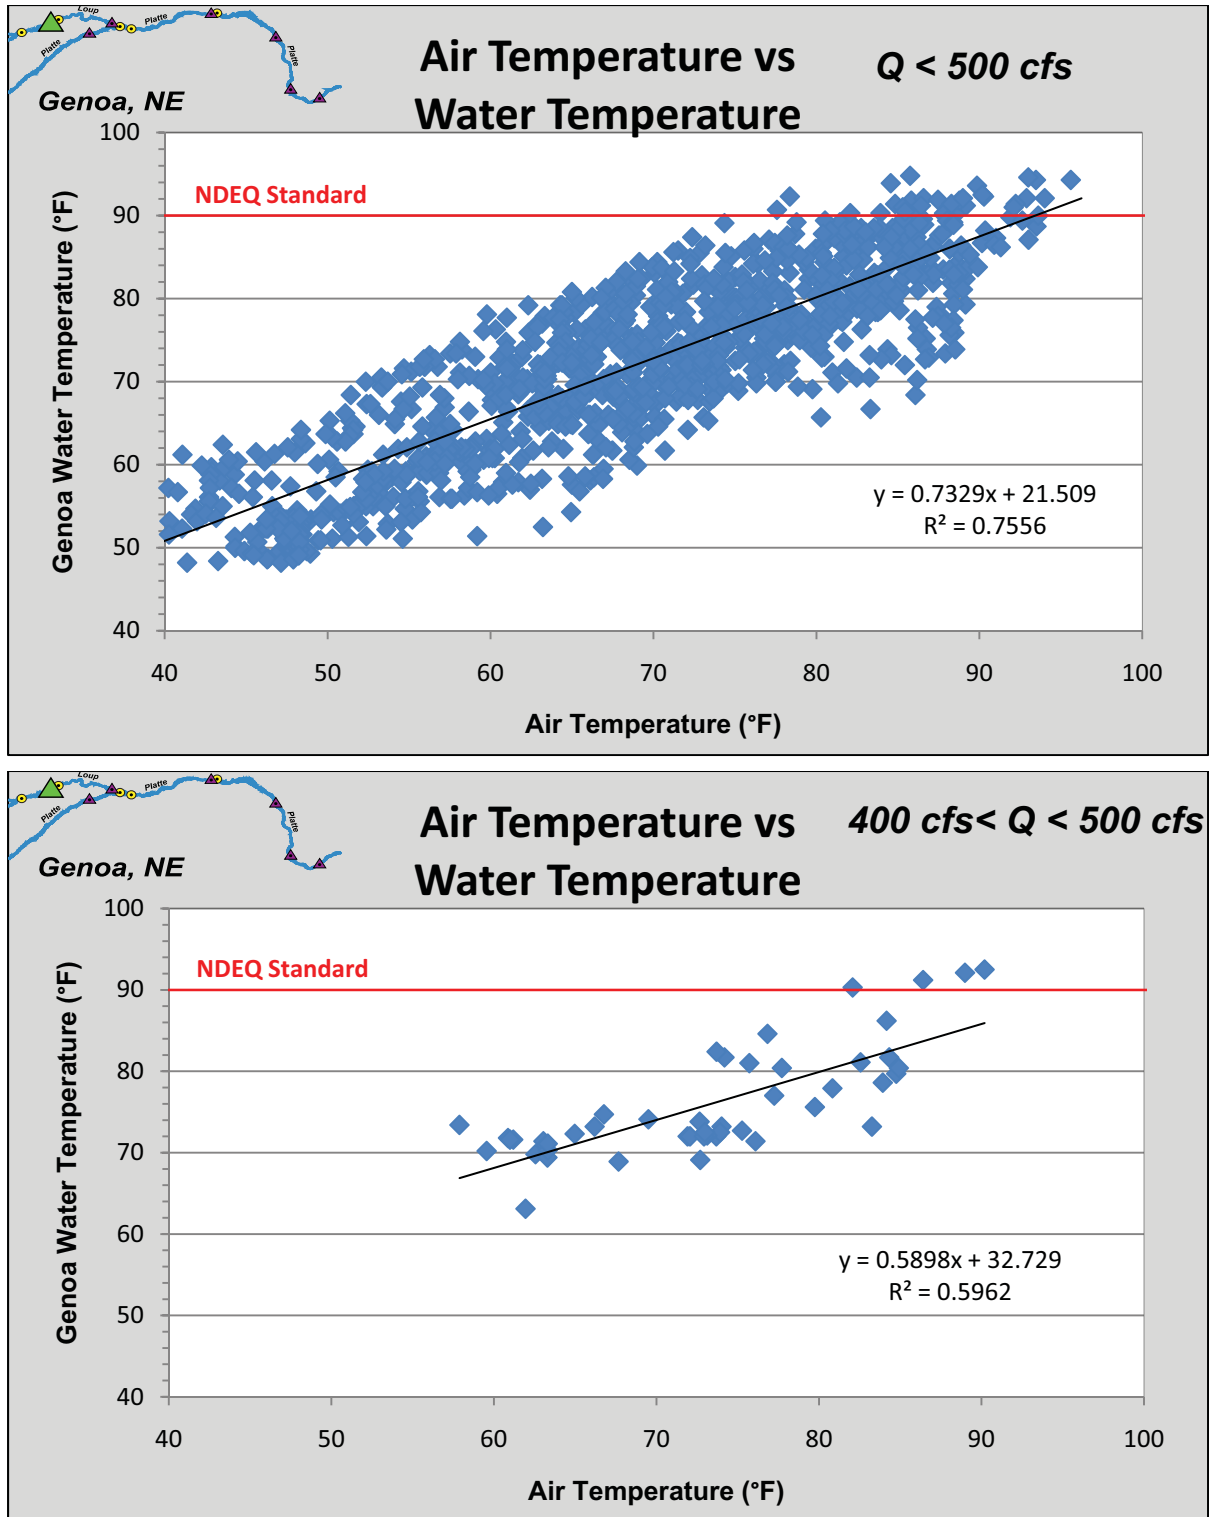 Loup
Platte
Platte
Platte
Genoa, NE
Air Temperature vs
Water Temperature
Q < 500 cfs
NDEQ Standard
Genoa Water Temperature (°F)
100
90
80
70
60
50
40
y = 0.7329x + 21.509
R² = 0.7556
40 50 60 70 80 90 100
Air Temperature (°F)
Loup
Platte
Platte
Platte
Genoa, NE
Air Temperature vs
Water Temperature
400 cfs< Q < 500 cfs
NDEQ Standard
Genoa Water Temperature (°F)
100
90
80
70
60
50
40
y = 0.5898x + 32.729
R² = 0.5962
40 50 60 70 80 90 100
Air Temperature (°F)